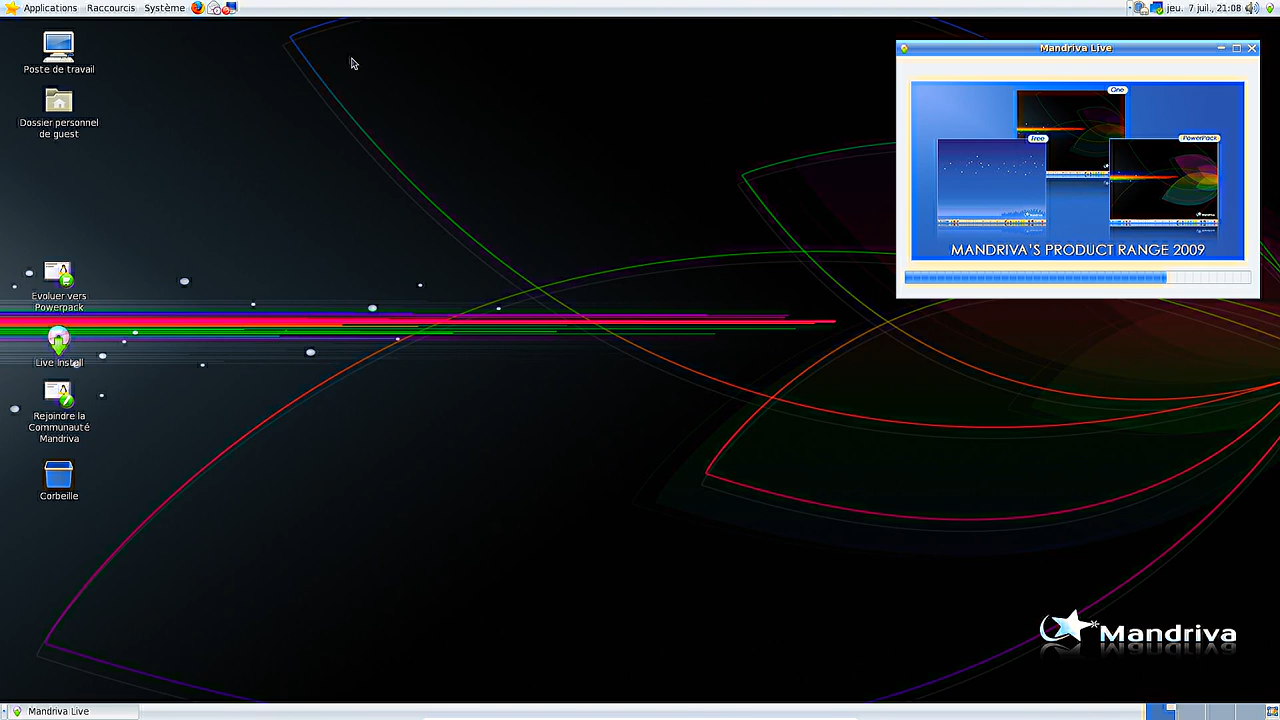 Applications Raccourcis Système
jeu. 7 juil., 21:08
Poste de travail
Dossier personnel
de guest
Evoluer vers
Powerpack
Live Install
Rejoindre la
Communauté
Mandriva
Corbeille
Mandriva Live
One
Free
PowerPack
MANDRIVA'S PRODUCT RANGE 2009
Mandriva
Mandriva Live